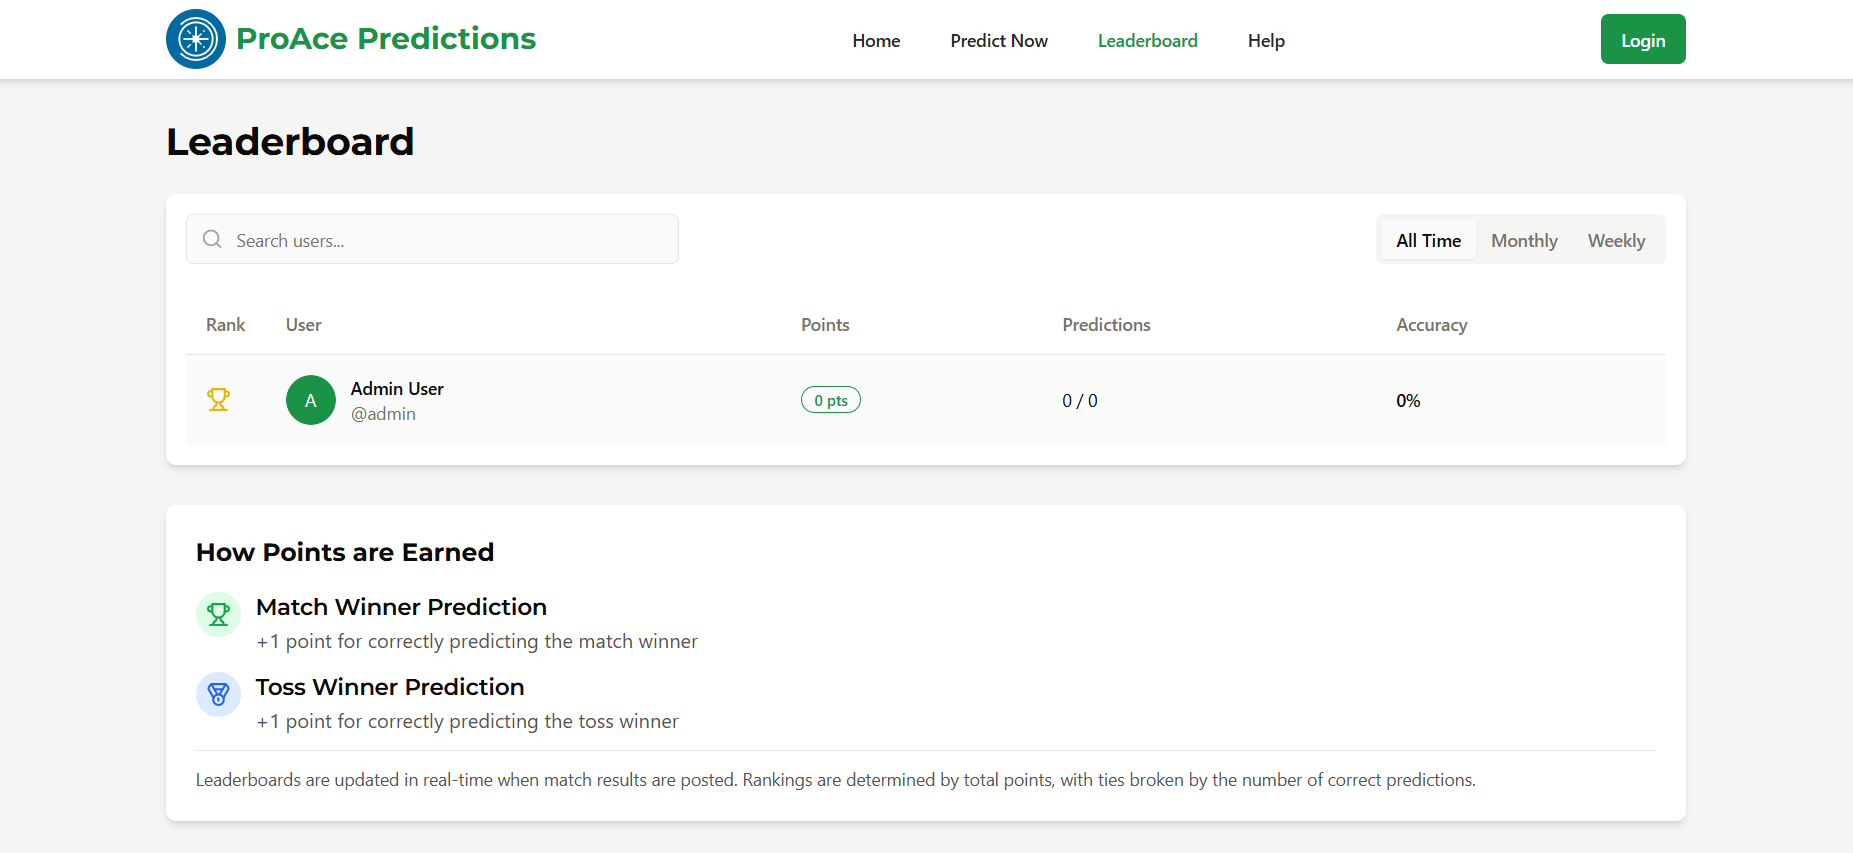 ProAce Predictions
Home
Predict Now
Leaderboard
Help
Login
Leaderboard
Search users...
All Time
Monthly
Weekly
Rank
User
Points
Predictions
Accuracy
A
Admin User
@admin
0 pts
0 / 0
0%
How Points are Earned
Match Winner Prediction
+1 point for correctly predicting the match winner
Toss Winner Prediction
+1 point for correctly predicting the toss winner
Leaderboards are updated in real-time when match results are posted. Rankings are determined by total points, with ties broken by the number of correct predictions.